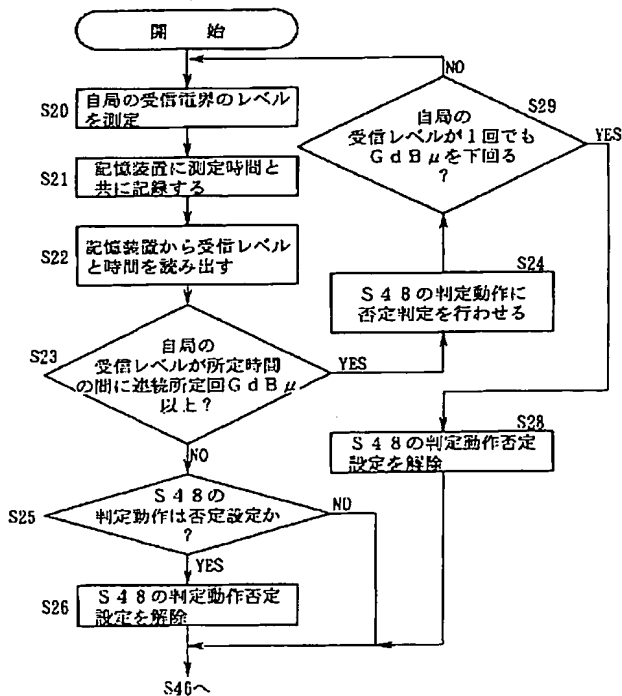 開 始
S20
自局の受信電界のレベル
を測定
S21
記憶装置に測定時間と
共に記録する
S22
記憶装置から受信レベル
と時間を読み出す
S23
自局の
受信レベルが所定時間
の間に連続所定回GdBμ
以上?
YES
NO
S25
S48の
判定動作は否定設定か
?
NO
YES
S26
S48の判定動作否定
設定を解除
S46へ
NO
S29
自局の
受信レベルが1回でも
GdBμを下回る
?
YES
S24
S48の判定動作に
否定判定を行わせる
S28
S48の判定動作否定
設定を解除